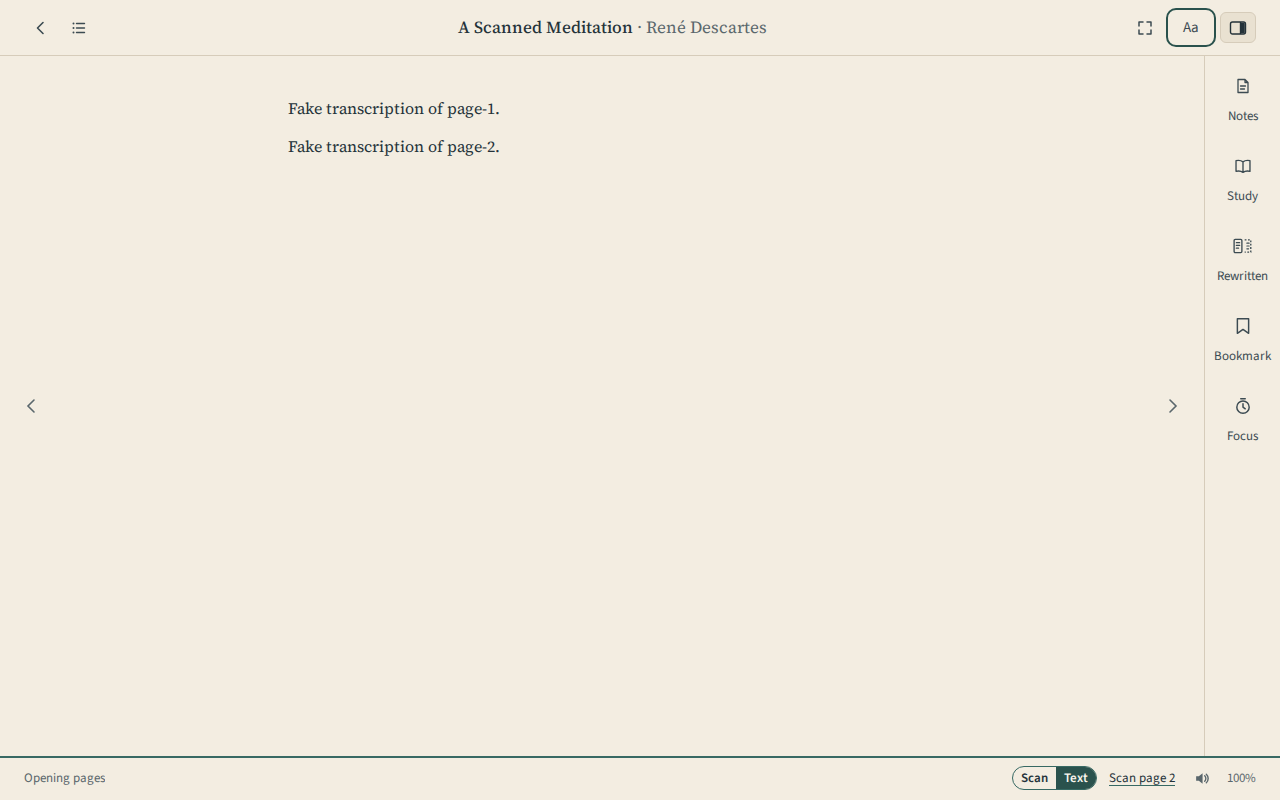 A Scanned Meditation · René Descartes
Aa
Fake transcription of page-1.
Fake transcription of page-2.
Notes
Study
Rewritten
Bookmark
Focus
Opening pages
Scan Text Scan page 2 100%